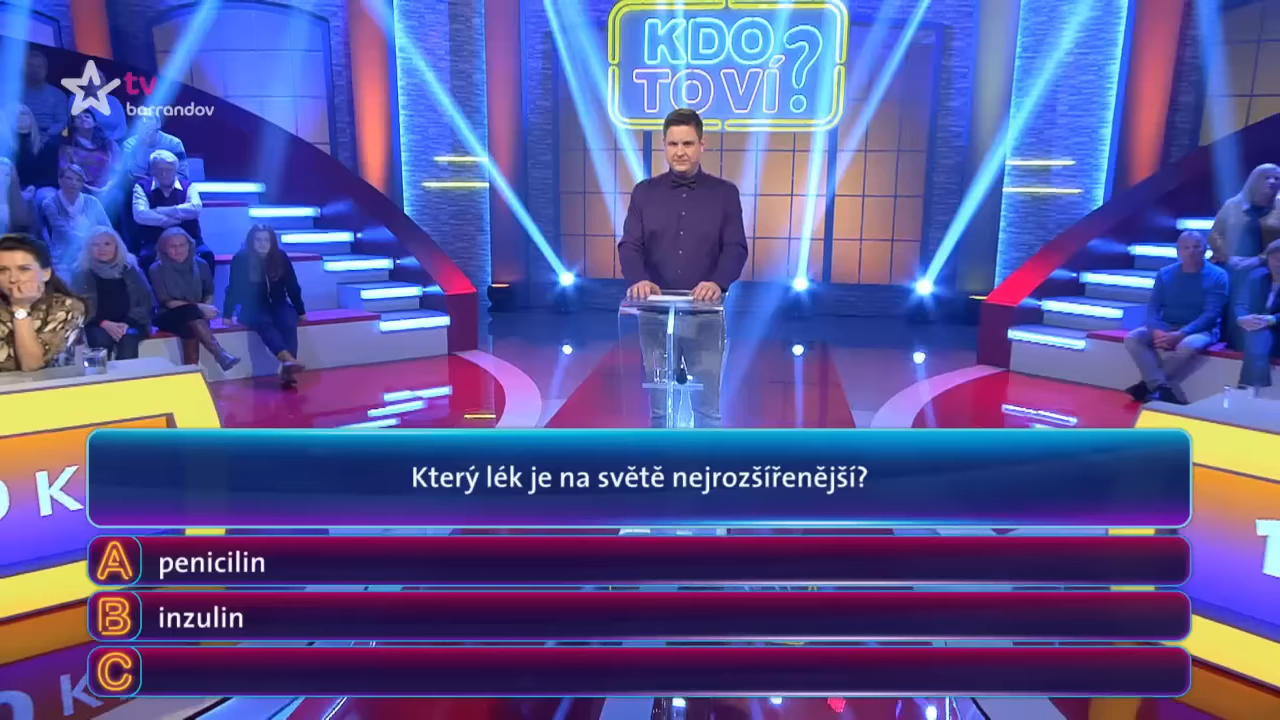 KDO
TO VÍ?
tv
barrandov
Který lék je na světě nejrozšířenější?
A penicilin
B inzulin
C